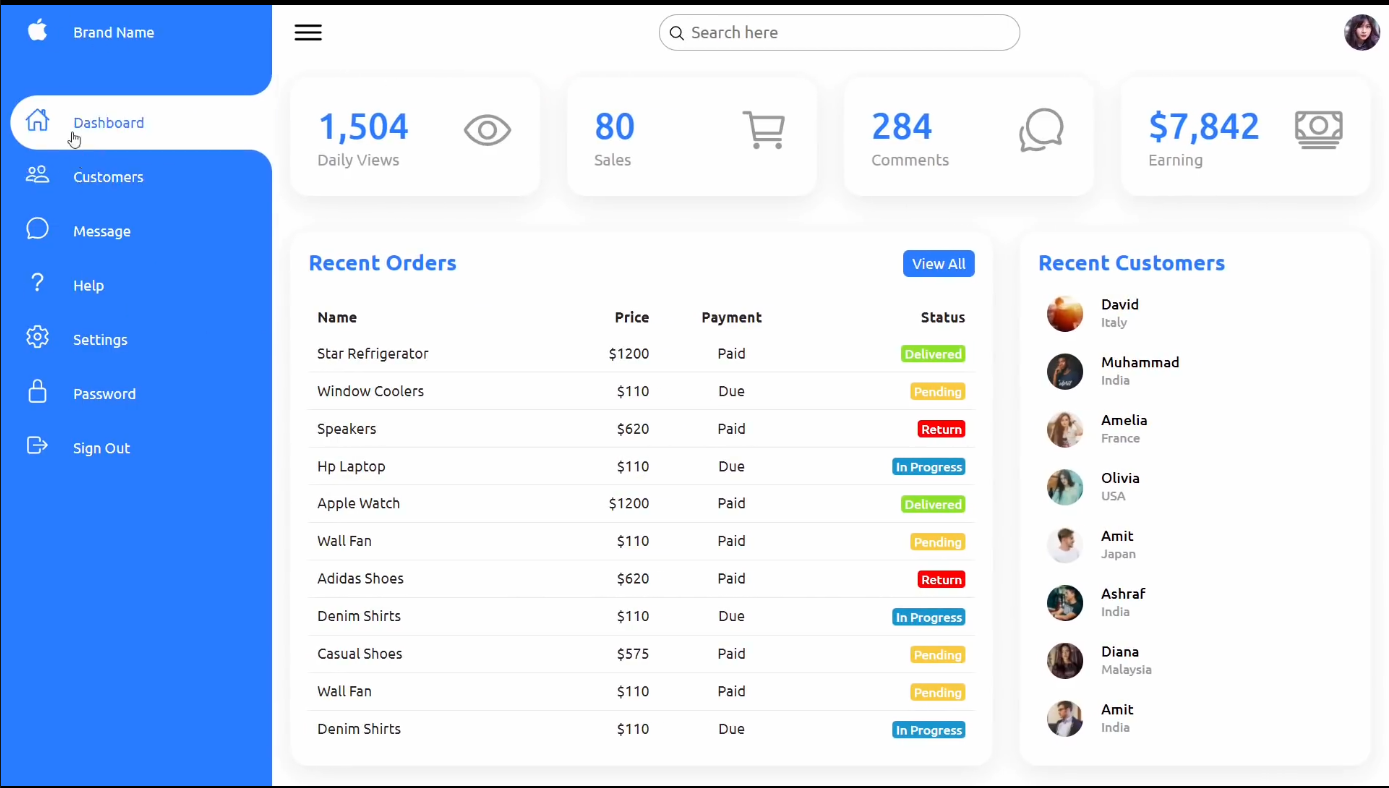 Brand Name
Search here
Dashboard
Customers
Message
Help
Settings
Password
Sign Out
1,504
Daily Views
80
Sales
284
Comments
$7,842
Earning
Recent Orders
View All
Name Price Payment Status
Star Refrigerator $1200 Paid Delivered
Window Coolers $110 Due Pending
Speakers $620 Paid Return
Hp Laptop $110 Due In Progress
Apple Watch $1200 Paid Delivered
Wall Fan $110 Paid Pending
Adidas Shoes $620 Paid Return
Denim Shirts $110 Due In Progress
Casual Shoes $575 Paid Pending
Wall Fan $110 Paid Pending
Denim Shirts $110 Due In Progress
Recent Customers
David
Italy
Muhammad
India
Amelia
France
Olivia
USA
Amit
Japan
Ashraf
India
Diana
Malaysia
Amit
India